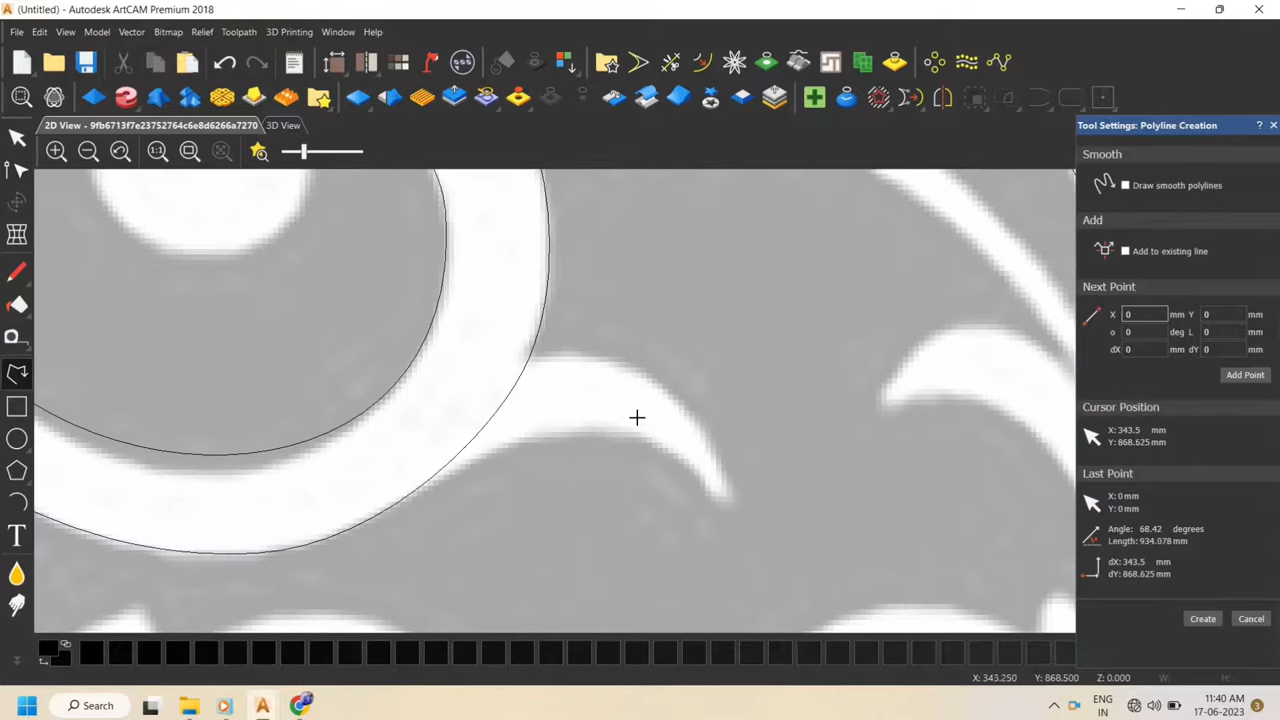 (Untitled) - Autodesk ArtCAM Premium 2018
File Edit View Model Vector Bitmap Relief Toolpath 3D Printing Window Help
2D View - 9fb6713f7e23752764c6e8d6266a7270 3D View
1:1
Tool Settings: Polyline Creation ? ×
Smooth
Draw smooth polylines
Add
Add to existing line
Next Point
X 0 mm Y 0 mm
o 0 deg L 0 mm
dX 0 mm dY 0 mm
Add Point
Cursor Position
X: 343.5 mm
Y: 868.625 mm
Last Point
X: 0 mm
Y: 0 mm
Angle: 68.42 degrees
Length: 934.078 mm
dX: 343.5 mm
dY: 868.625 mm
Create Cancel
T
X: 343.250 Y: 868.500 Z: 0.000 W: H:
Search
ENG
IN
11:40 AM
17-06-2023
3